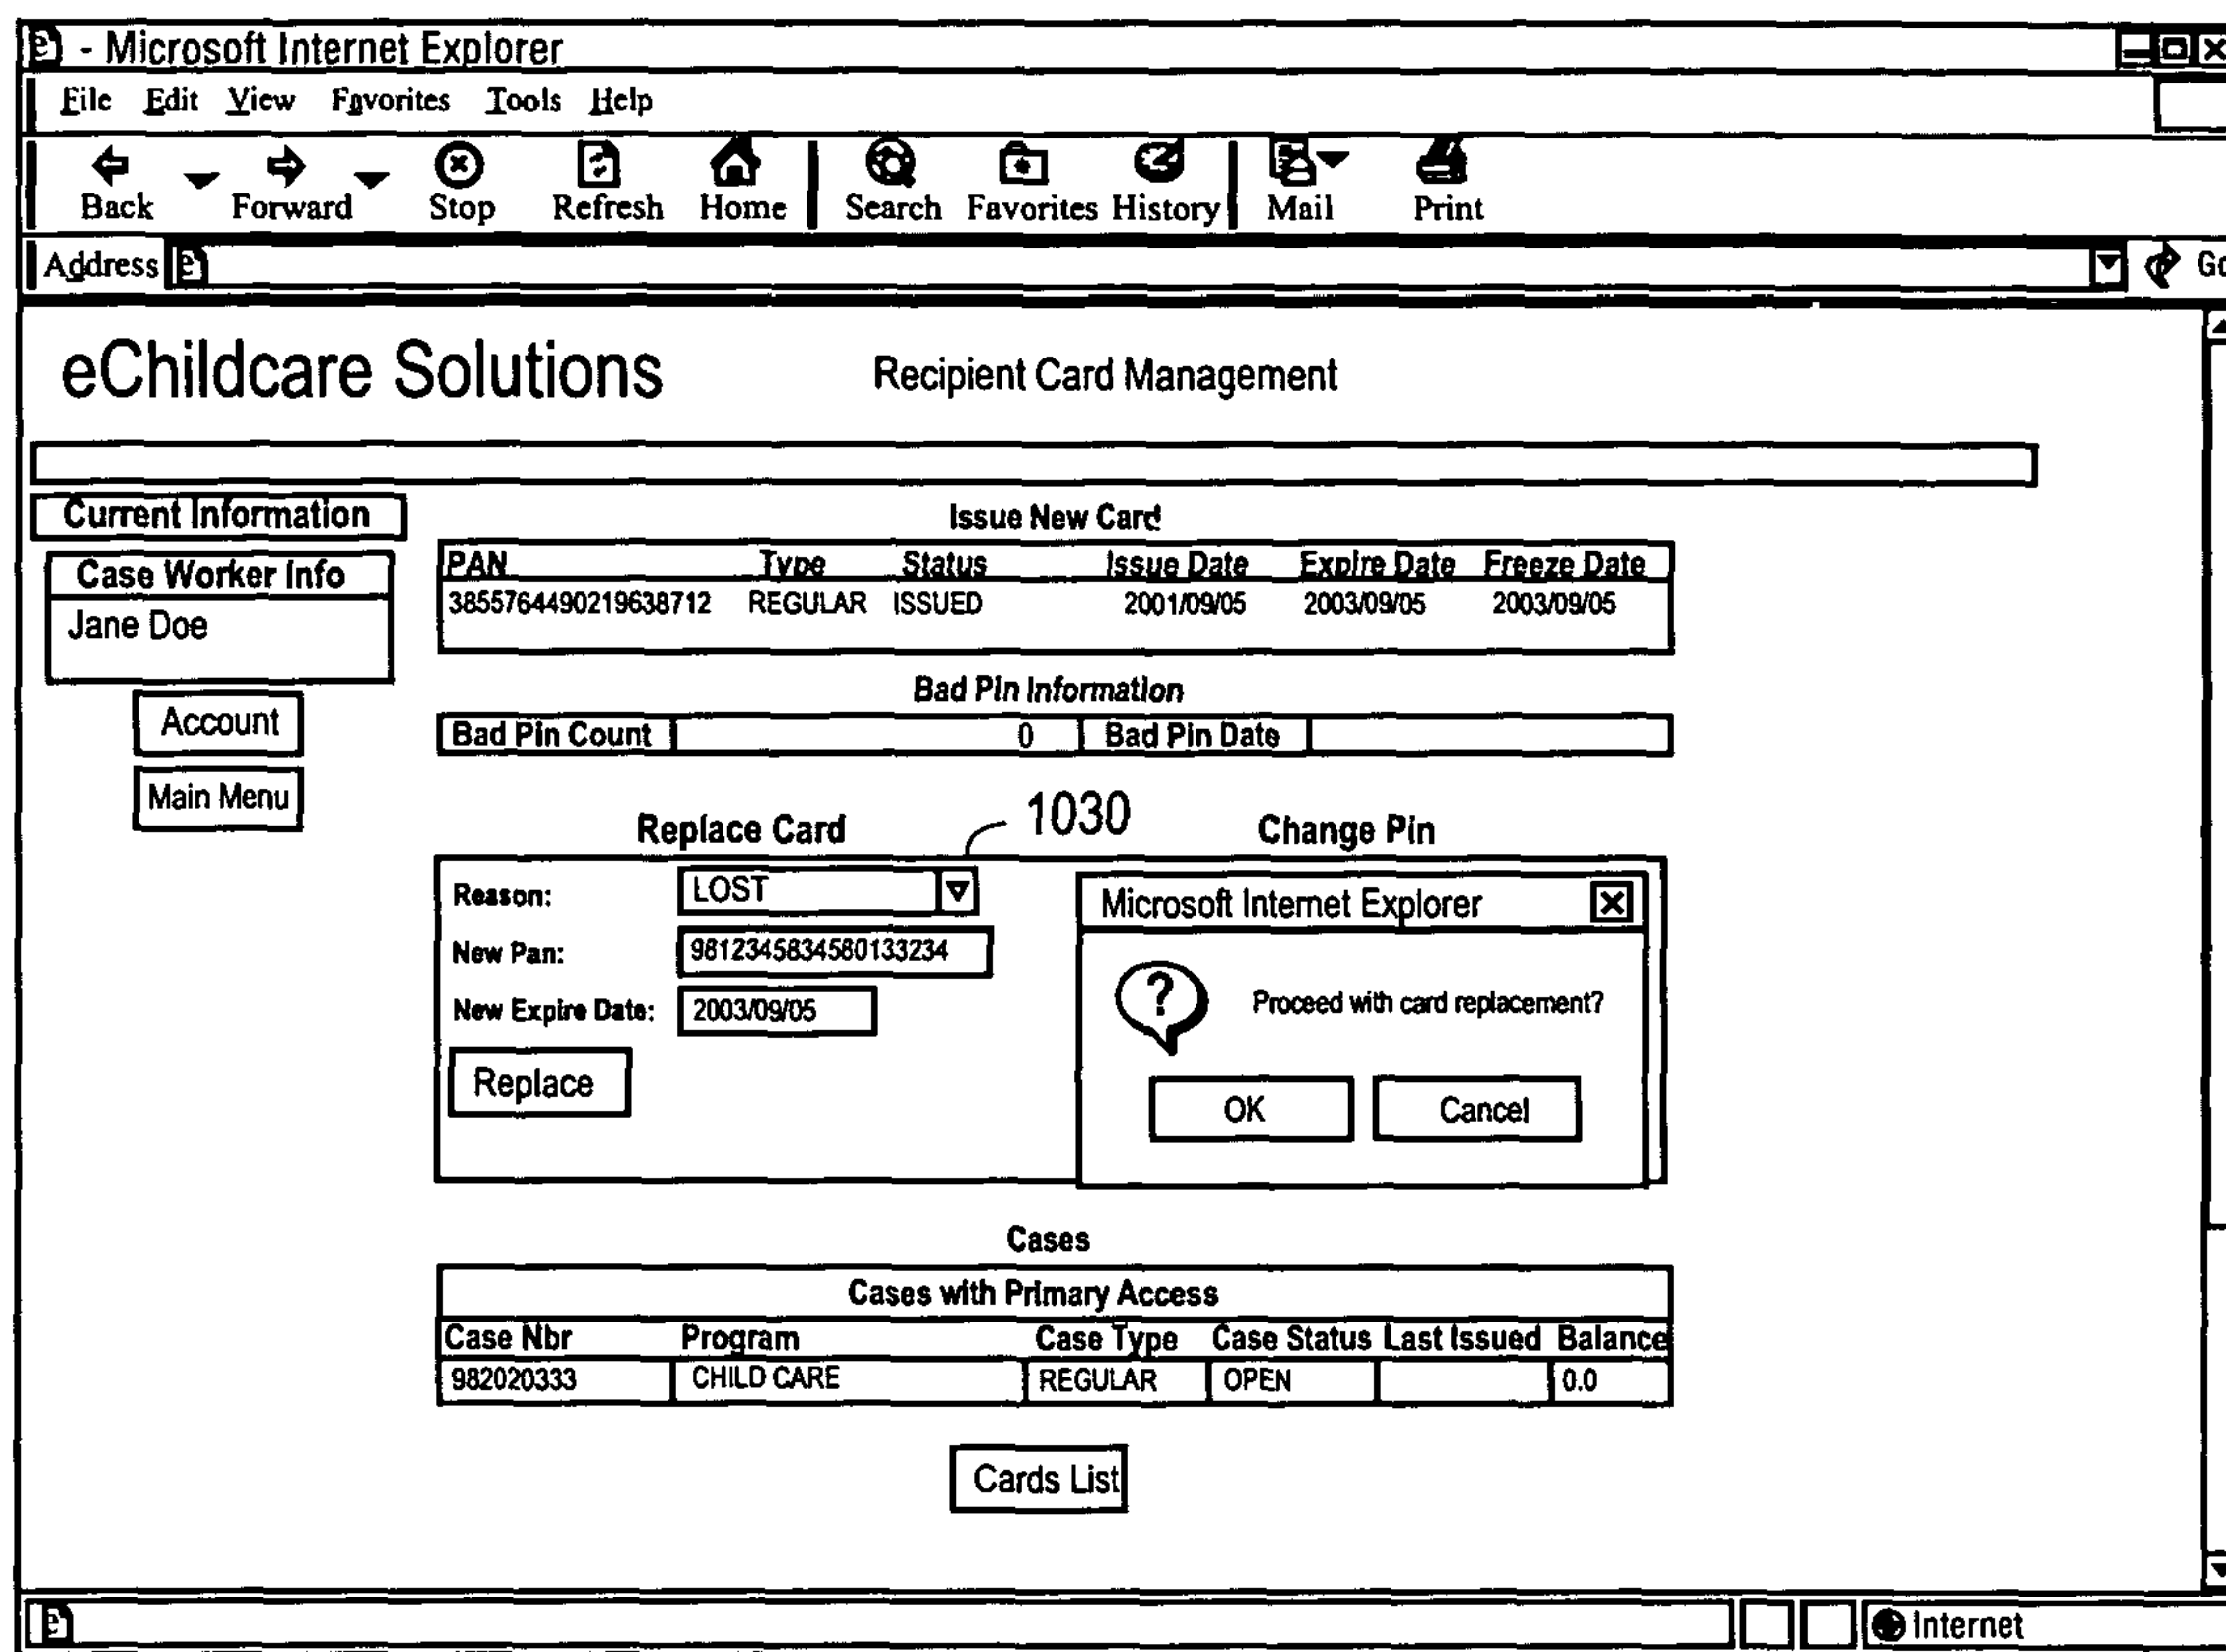 - Microsoft Internet Explorer
File Edit View Favorites Tools Help
Back Forward Stop Refresh Home Search Favorites History Mail Print
Address Go
eChildcare Solutions Recipient Card Management
Current Information
Case Worker Info
Jane Doe
Account
Main Menu
Issue New Card
PAN Type Status Issue Date Expire Date Freeze Date
3855764490219638712 REGULAR ISSUED 2001/09/05 2003/09/05 2003/09/05
Bad Pin Information
Bad Pin Count 0 Bad Pin Date
Replace Card 1030 Change Pin
Reason: LOST
New Pan: 9812345834580133234
New Expire Date: 2003/09/05
Replace
Microsoft Internet Explorer
Proceed with card replacement?
OK Cancel
Cases
Cases with Primary Access
Case Nbr Program Case Type Case Status Last Issued Balance
982020333 CHILD CARE REGULAR OPEN 0.0
Cards List
Internet